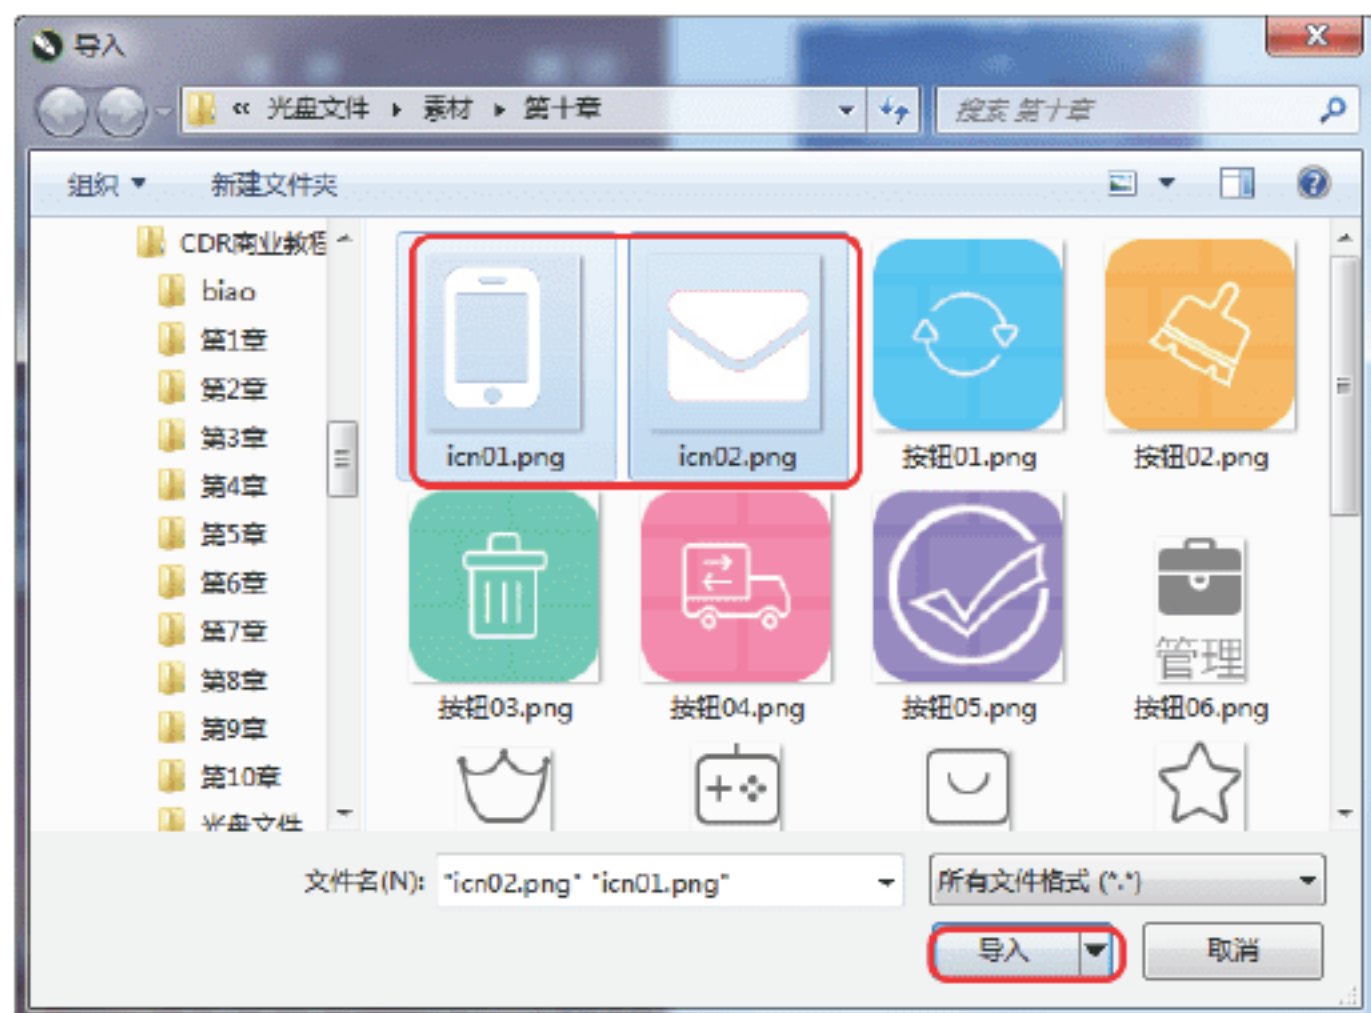 导入
« 光盘文件 ▸ 素材 ▸ 第十章
搜索 第十章
组织 新建文件夹
CDR商业教程
biao
第1章
第2章
第3章
第4章
第5章
第6章
第7章
第8章
第9章
第10章
光盘文件
icn01.png icn02.png 按钮01.png 按钮02.png
管理
按钮03.png 按钮04.png 按钮05.png 按钮06.png
文件名(N): "icn02.png" "icn01.png" 所有文件格式 (*.*)
导入 取消